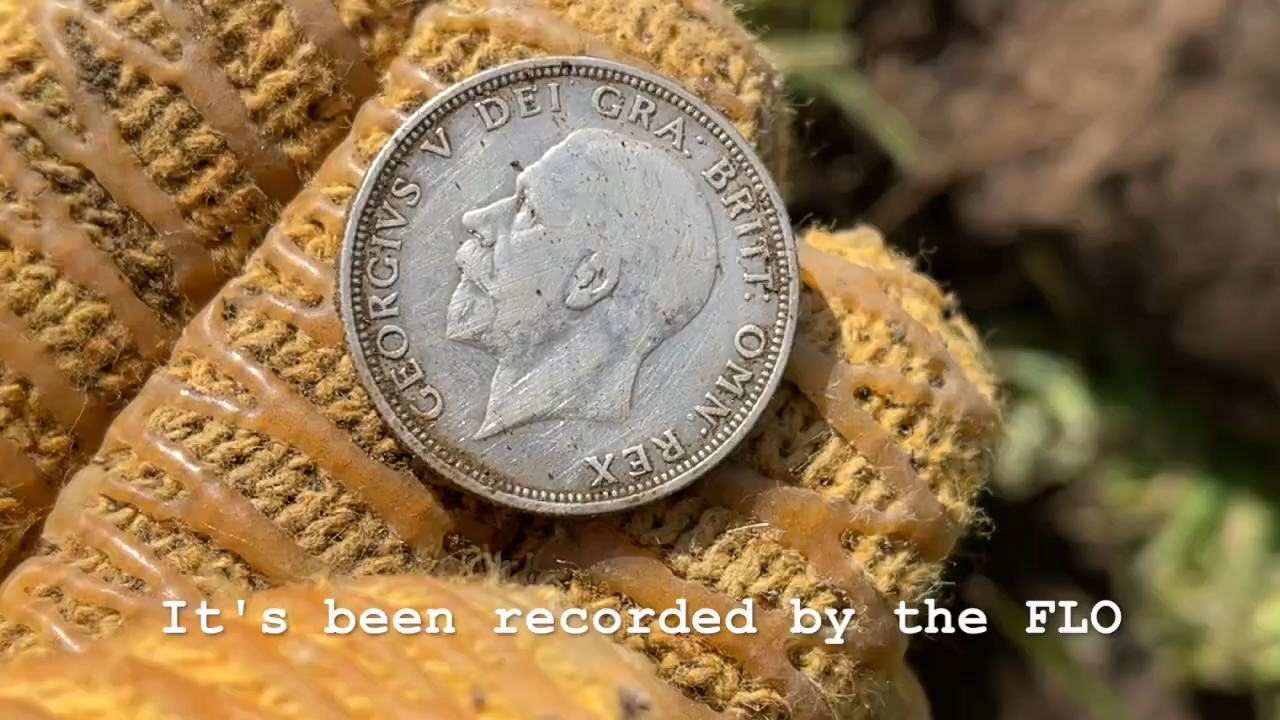 GEORGIVS V DEI GRA: BRITT: OMN: REX
It's been recorded by the FLO